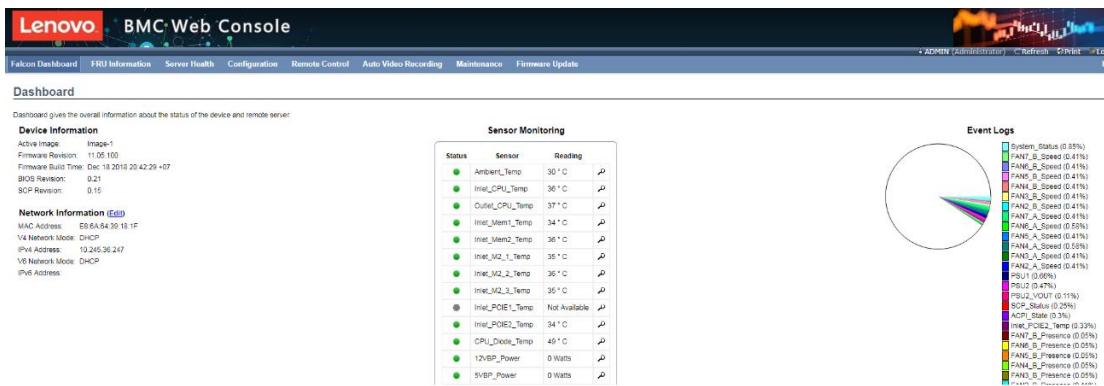 Lenovo. BMC Web Console
ADMIN (Administrator) Refresh Print
Falcon Dashboard FRU Information Server Health Configuration Remote Control Auto Video Recording Maintenance Firmware Update
Dashboard
Dashboard gives the overall information about the status of the device and remote server.
Device Information
Active Image: Image-1
Firmware Revision: 11.05.100
Firmware Build Time: Dec 18 2018 20:42:29 +07
BIOS Revision: 0.21
SCP Revision: 0.15
Network Information (Edit)
MAC Address: E8:6A:64:39:18:1F
V4 Network Mode: DHCP
IPv4 Address: 10.245.36.247
V6 Network Mode: DHCP
IPv6 Address:
Sensor Monitoring
Status Sensor Reading
Ambient_Temp 30 ° C
Inlet_CPU_Temp 36 ° C
Outlet_CPU_Temp 37 ° C
Inlet_Mem1_Temp 34 ° C
Inlet_Mem2_Temp 36 ° C
Inlet_M2_1_Temp 35 ° C
Inlet_M2_2_Temp 36 ° C
Inlet_M2_3_Temp 35 ° C
Inlet_PCIE1_Temp Not Available
Inlet_PCIE2_Temp 34 ° C
CPU_Diode_Temp 49 ° C
12VBP_Power 0 Watts
5VBP_Power 0 Watts
Event Logs
System_Status (0.85%)
FAN7_B_Speed (0.41%)
FAN6_B_Speed (0.41%)
FAN5_B_Speed (0.41%)
FAN4_B_Speed (0.41%)
FAN3_B_Speed (0.41%)
FAN2_B_Speed (0.41%)
FAN7_A_Speed (0.41%)
FAN6_A_Speed (0.58%)
FAN5_A_Speed (0.41%)
FAN4_A_Speed (0.58%)
FAN3_A_Speed (0.41%)
FAN2_A_Speed (0.41%)
PSU1 (0.66%)
PSU2 (0.47%)
PSU2_VOUT (0.11%)
SCP_Status (0.25%)
ACPI_State (0.3%)
Inlet_PCIE2_Temp (0.33%)
FAN7_B_Presence (0.05%)
FAN6_B_Presence (0.05%)
FAN5_B_Presence (0.05%)
FAN4_B_Presence (0.05%)
FAN3_B_Presence (0.05%)